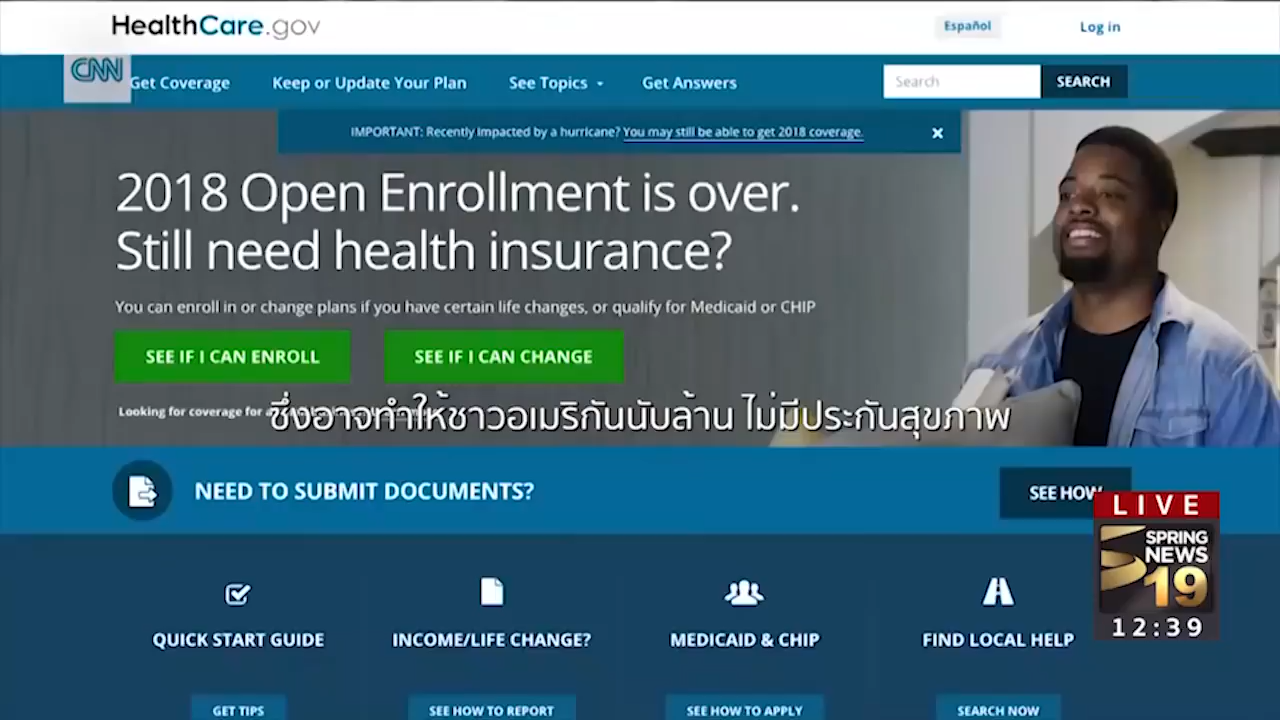 HealthCare.gov
Español
Log in
CNN
Get Coverage
Keep or Update Your Plan
See Topics
Get Answers
Search
SEARCH
IMPORTANT: Recently impacted by a hurricane? You may still be able to get 2018 coverage.
2018 Open Enrollment is over.
Still need health insurance?
You can enroll in or change plans if you have certain life changes, or qualify for Medicaid or CHIP
SEE IF I CAN ENROLL
SEE IF I CAN CHANGE
Looking for coverage for a
ซึ่งอาจทำให้ชาวอเมริกันนับล้าน ไม่มีประกันสุขภาพ
NEED TO SUBMIT DOCUMENTS?
SEE HOW
LIVE
SPRING
NEWS
19
12:39
QUICK START GUIDE
INCOME/LIFE CHANGE?
MEDICAID & CHIP
FIND LOCAL HELP
GET TIPS
SEE HOW TO REPORT
SEE HOW TO APPLY
SEARCH NOW